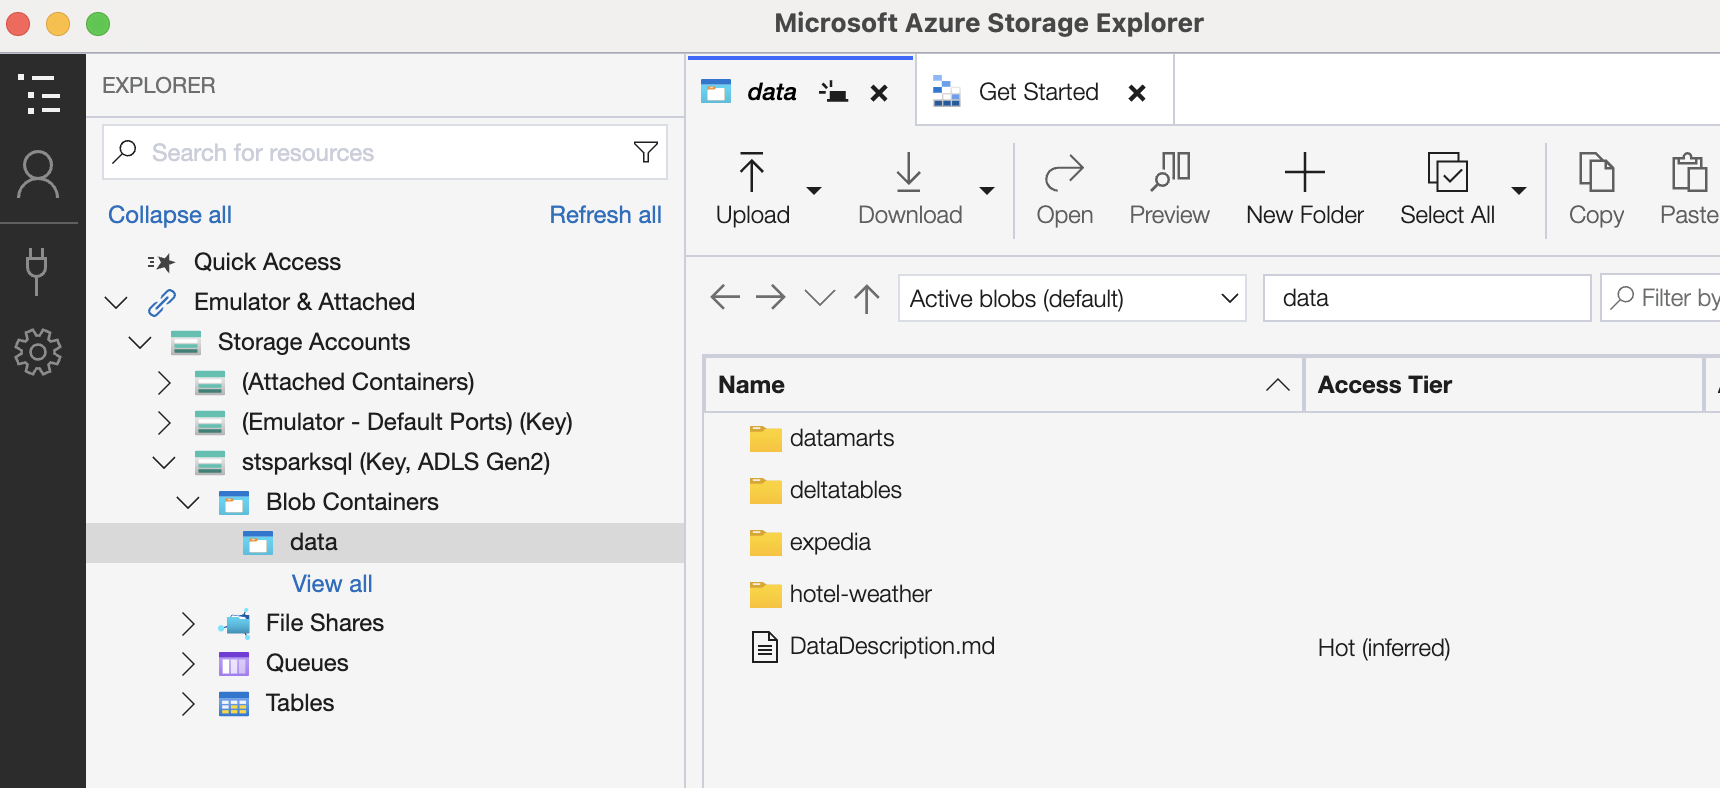 Microsoft Azure Storage Explorer
EXPLORER
Search for resources
Collapse all
Refresh all
Quick Access
Emulator & Attached
Storage Accounts
(Attached Containers)
(Emulator - Default Ports) (Key)
stsparksql (Key, ADLS Gen2)
Blob Containers
data
View all
File Shares
Queues
Tables
data
Get Started
Upload
Download
Open
Preview
New Folder
Select All
Copy
Paste
Active blobs (default)
data
Filter by
Name
Access Tier
datamarts
deltatables
expedia
hotel-weather
DataDescription.md
Hot (inferred)